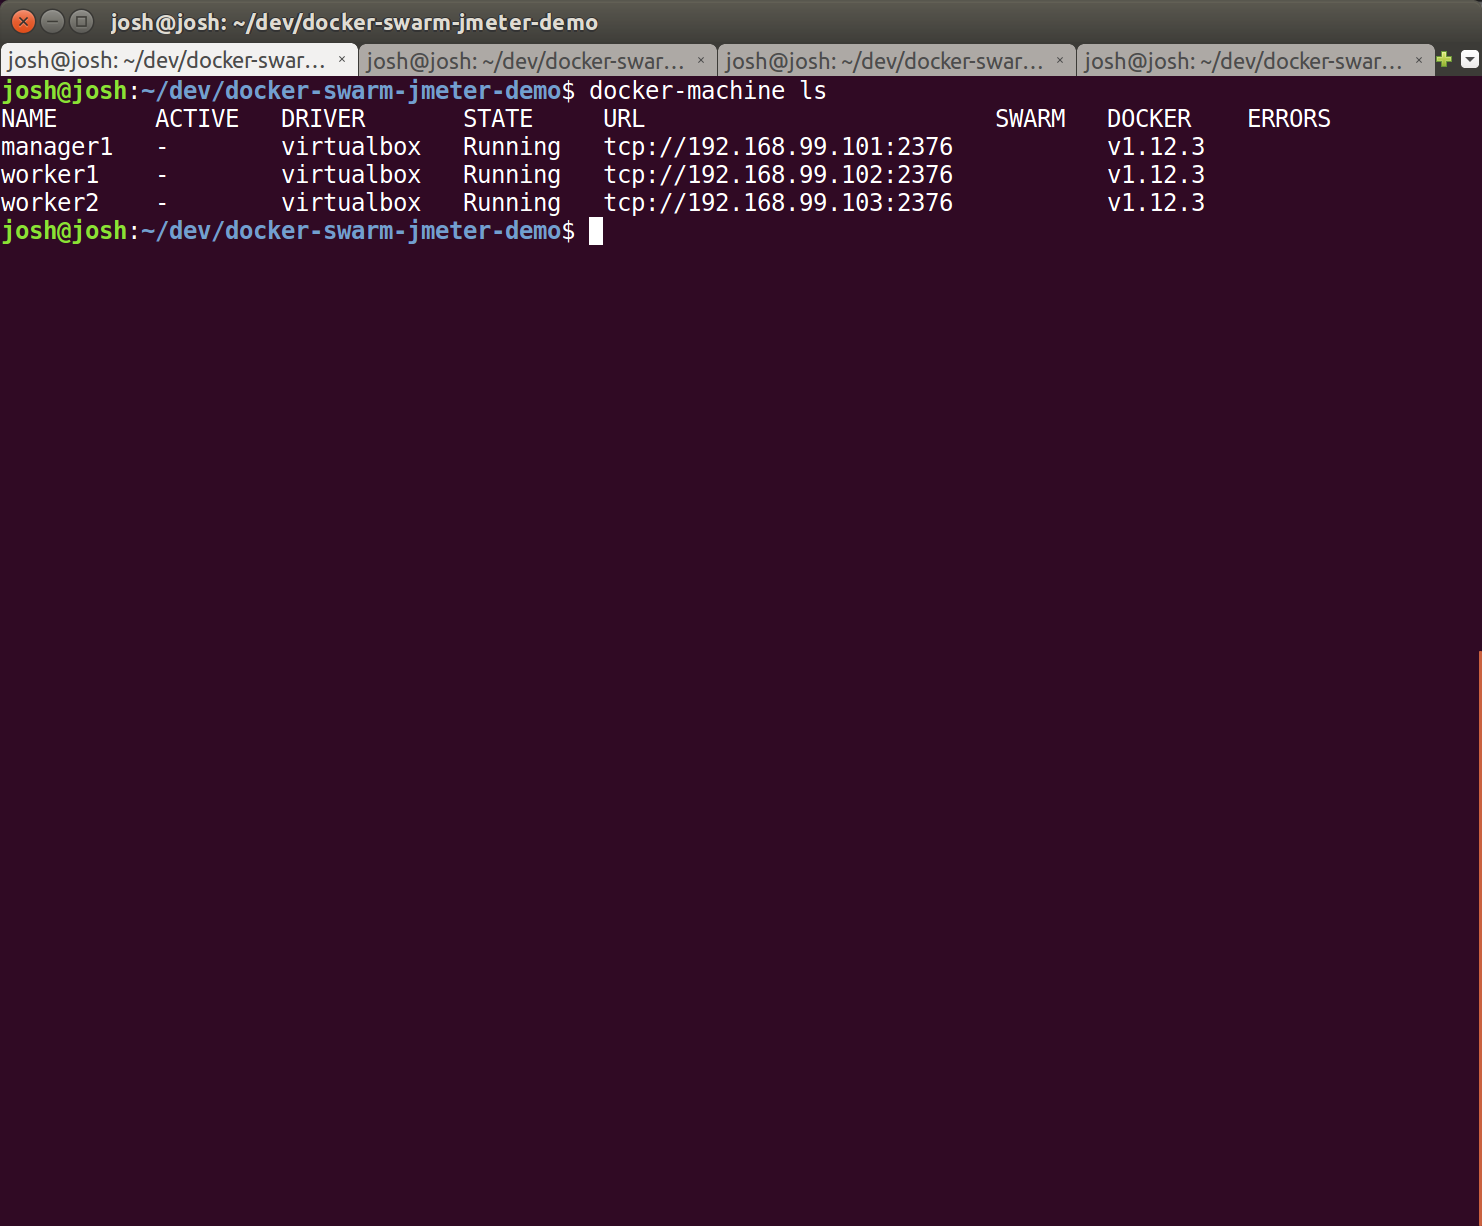 josh@josh: ~/dev/docker-swarm-jmeter-demo
josh@josh: ~/dev/docker-swar... × josh@josh: ~/dev/docker-swar... × josh@josh: ~/dev/docker-swar... × josh@josh: ~/dev/docker-swar... ×
josh@josh:~/dev/docker-swarm-jmeter-demo$ docker-machine ls
NAME       ACTIVE   DRIVER       STATE     URL                         SWARM   DOCKER    ERRORS
manager1   -        virtualbox   Running   tcp://192.168.99.101:2376           v1.12.3
worker1    -        virtualbox   Running   tcp://192.168.99.102:2376           v1.12.3
worker2    -        virtualbox   Running   tcp://192.168.99.103:2376           v1.12.3
josh@josh:~/dev/docker-swarm-jmeter-demo$